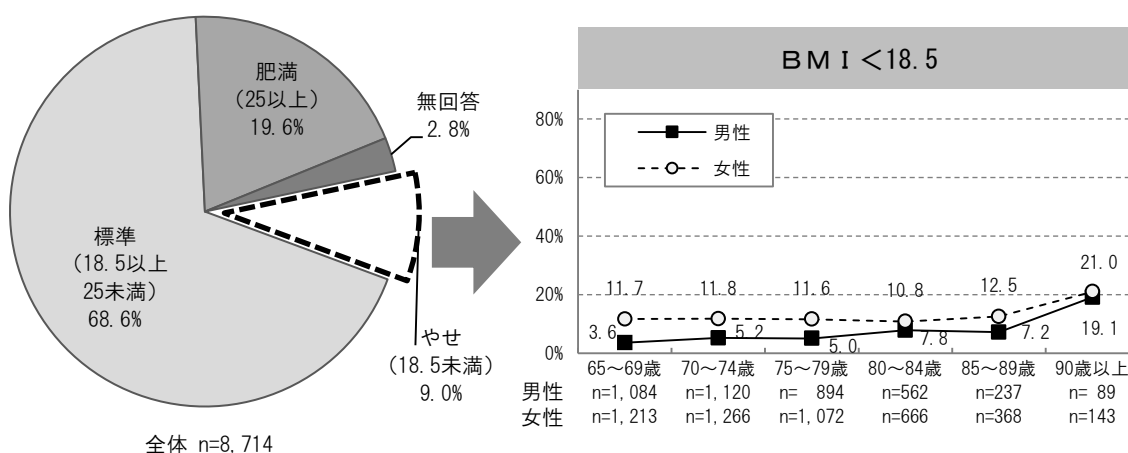 肥満
（25以上）
19.6%
無回答
2.8%
標準
（18.5以上
25未満）
68.6%
やせ
（18.5未満）
9.0%
全体 n=8,714
ＢＭＩ＜18.5
男性
女性
80%
60%
40%
20%
0%
11.7 11.8 11.6 10.8 12.5 21.0
3.6 5.2 5.0 7.8 7.2 19.1
65～69歳 70～74歳 75～79歳 80～84歳 85～89歳 90歳以上
男性 n=1,084 n=1,120 n= 894 n=562 n=237 n= 89
女性 n=1,213 n=1,266 n=1,072 n=666 n=368 n=143